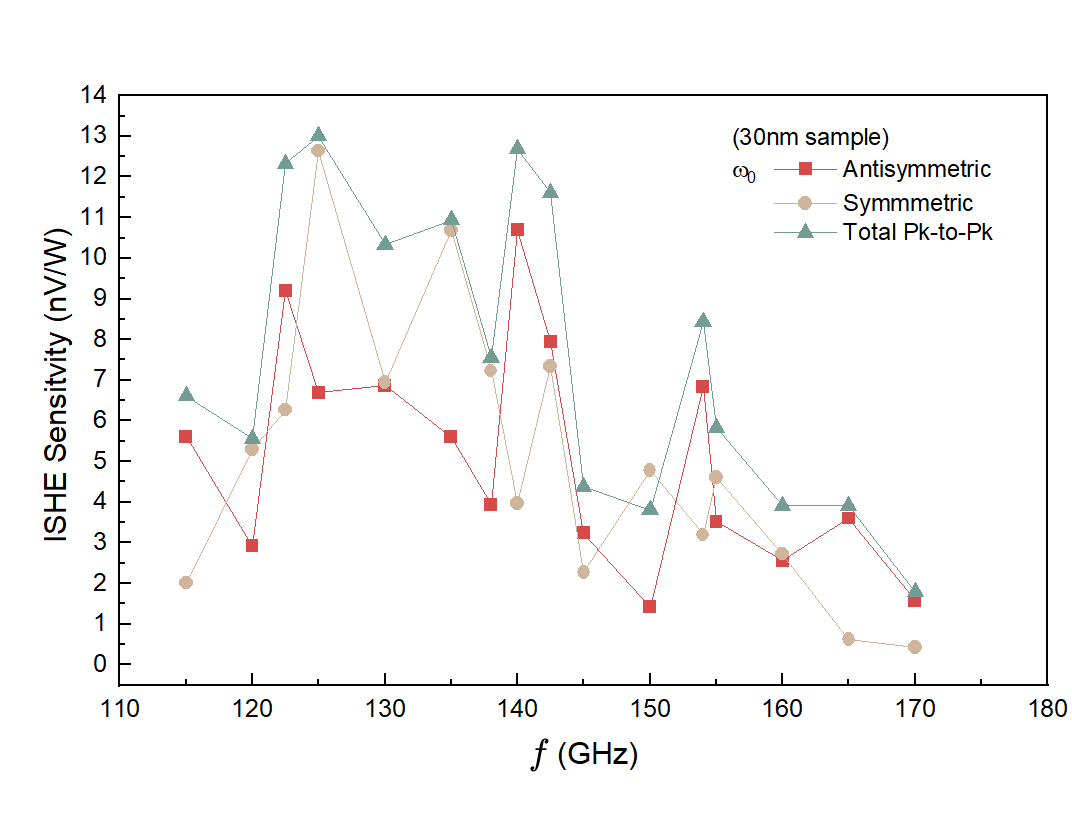 14
13
12
11
10
9
8
7
6
5
4
3
2
1
0
ISHE Sensitvity (nV/W)
(30nm sample)
ω0 Antisymmetric
Symmmetric
Total Pk-to-Pk
110 120 130 140 150 160 170 180
f (GHz)